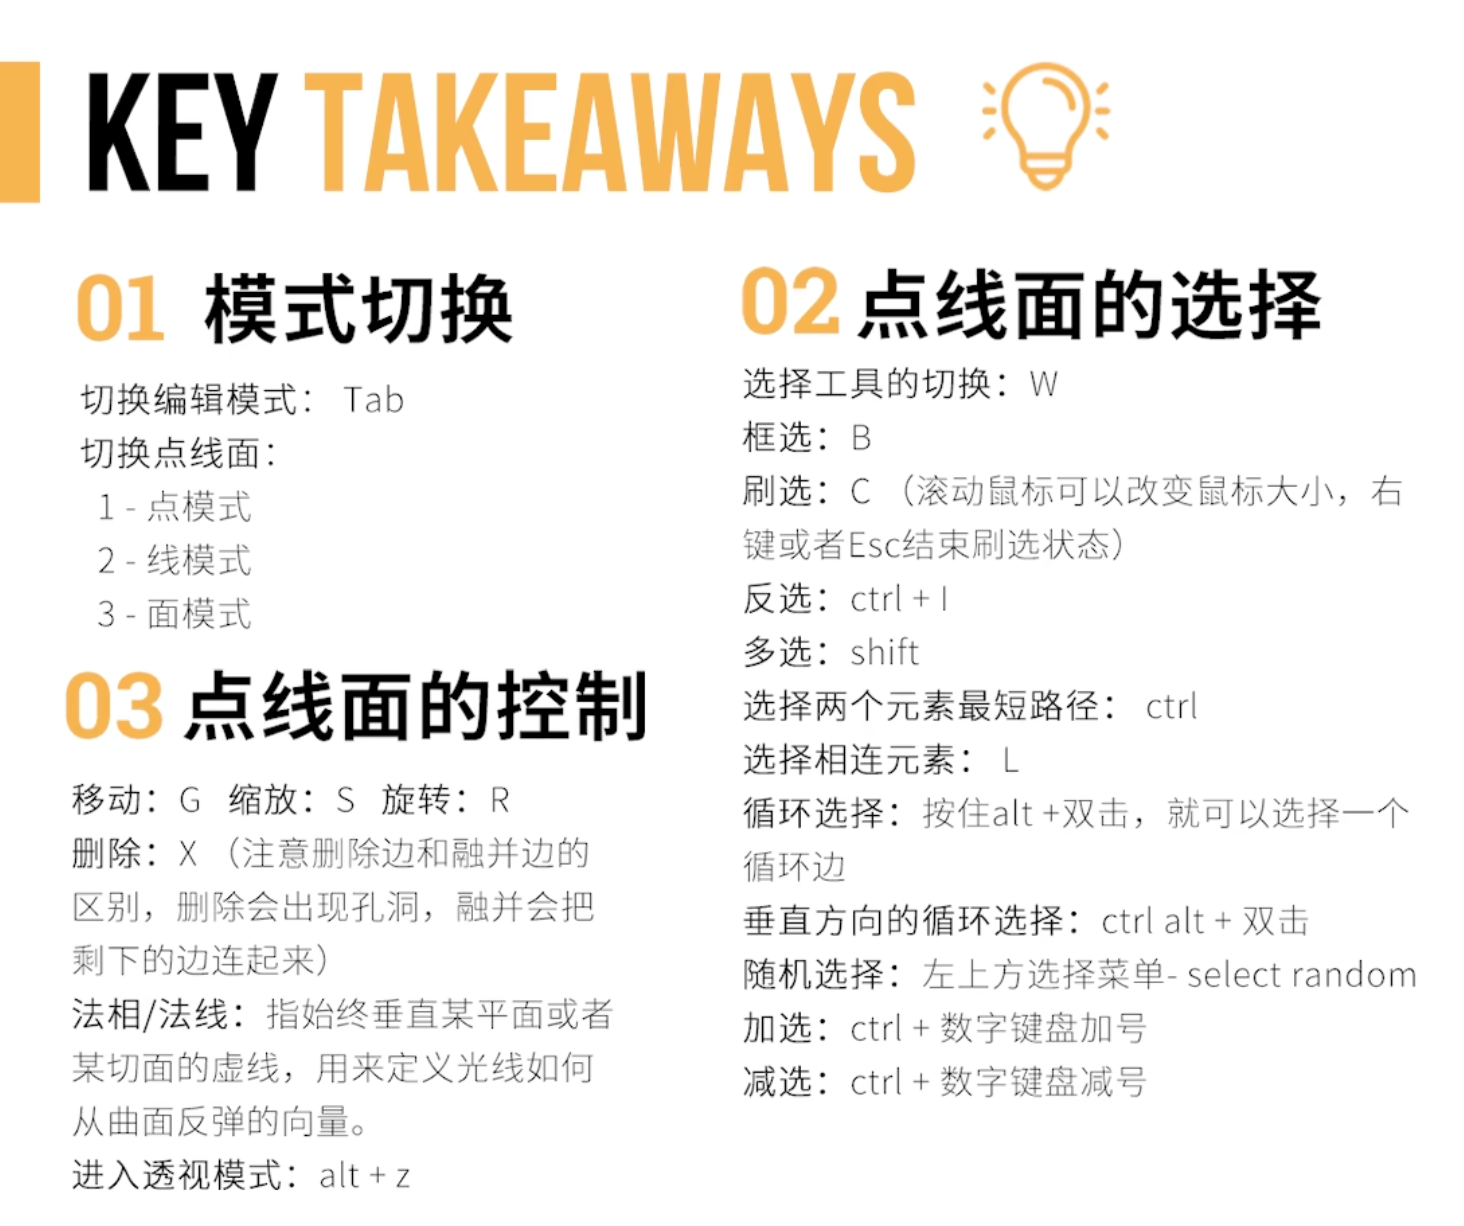 KEY TAKEAWAYS
01 模式切换
切换编辑模式： Tab
切换点线面：
1 - 点模式
2 - 线模式
3 - 面模式
02 点线面的选择
选择工具的切换：W
框选：B
刷选：C （滚动鼠标可以改变鼠标大小，右
键或者Esc结束刷选状态）
反选：ctrl + I
多选：shift
选择两个元素最短路径： ctrl
选择相连元素： L
循环选择：按住alt +双击，就可以选择一个
循环边
垂直方向的循环选择：ctrl alt + 双击
随机选择：左上方选择菜单- select random
加选：ctrl + 数字键盘加号
减选：ctrl + 数字键盘减号
03 点线面的控制
移动：G 缩放：S 旋转：R
删除：X （注意删除边和融并边的
区别，删除会出现孔洞，融并会把
剩下的边连起来）
法相/法线：指始终垂直某平面或者
某切面的虚线，用来定义光线如何
从曲面反弹的向量。
进入透视模式：alt + z